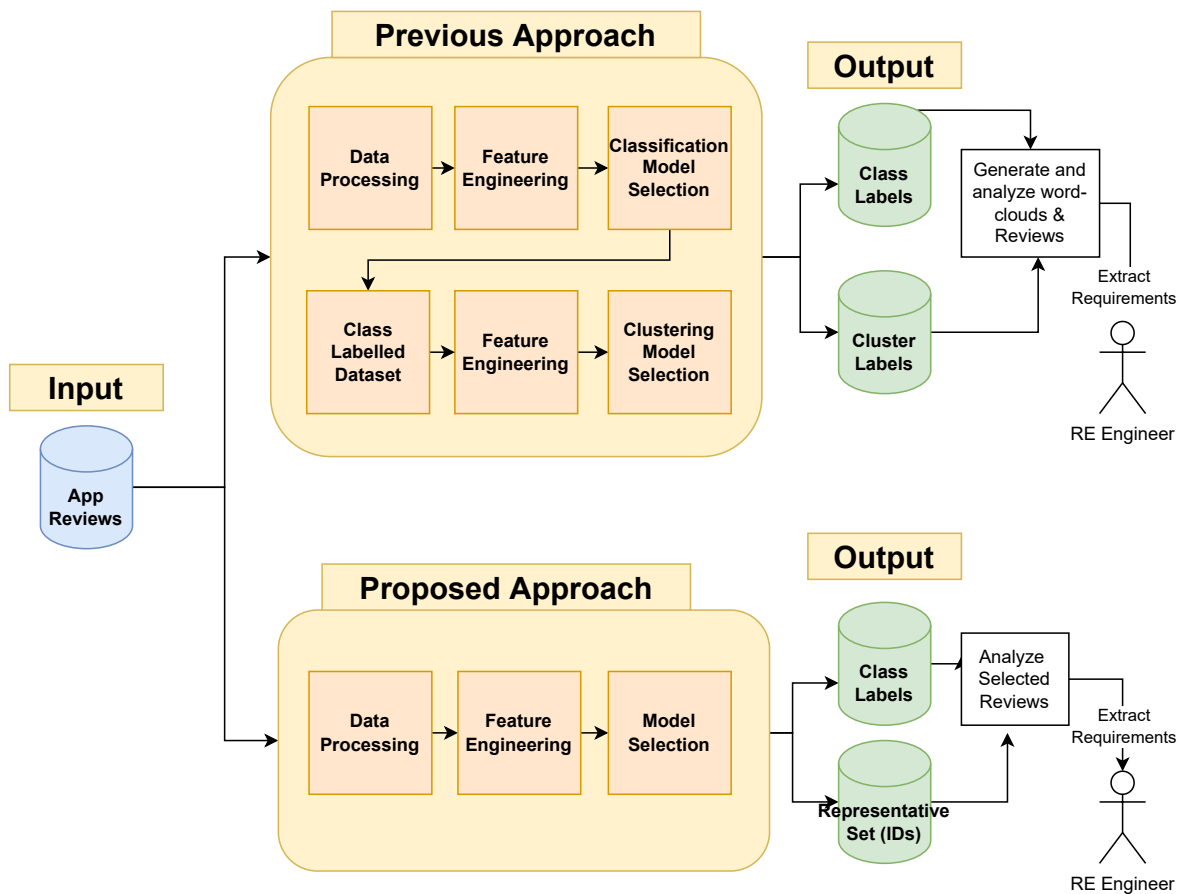 Previous Approach
Output
Data
Processing
Feature
Engineering
Classification
Model
Selection
Class
Labels
Generate and
analyze word-
clouds &
Reviews
Extract
Requirements
Class
Labelled
Dataset
Feature
Engineering
Clustering
Model
Selection
Cluster
Labels
RE Engineer
Input
App
Reviews
Proposed Approach
Output
Data
Processing
Feature
Engineering
Model
Selection
Class
Labels
Analyze
Selected
Reviews
Extract
Requirements
Representative
Set (IDs)
RE Engineer